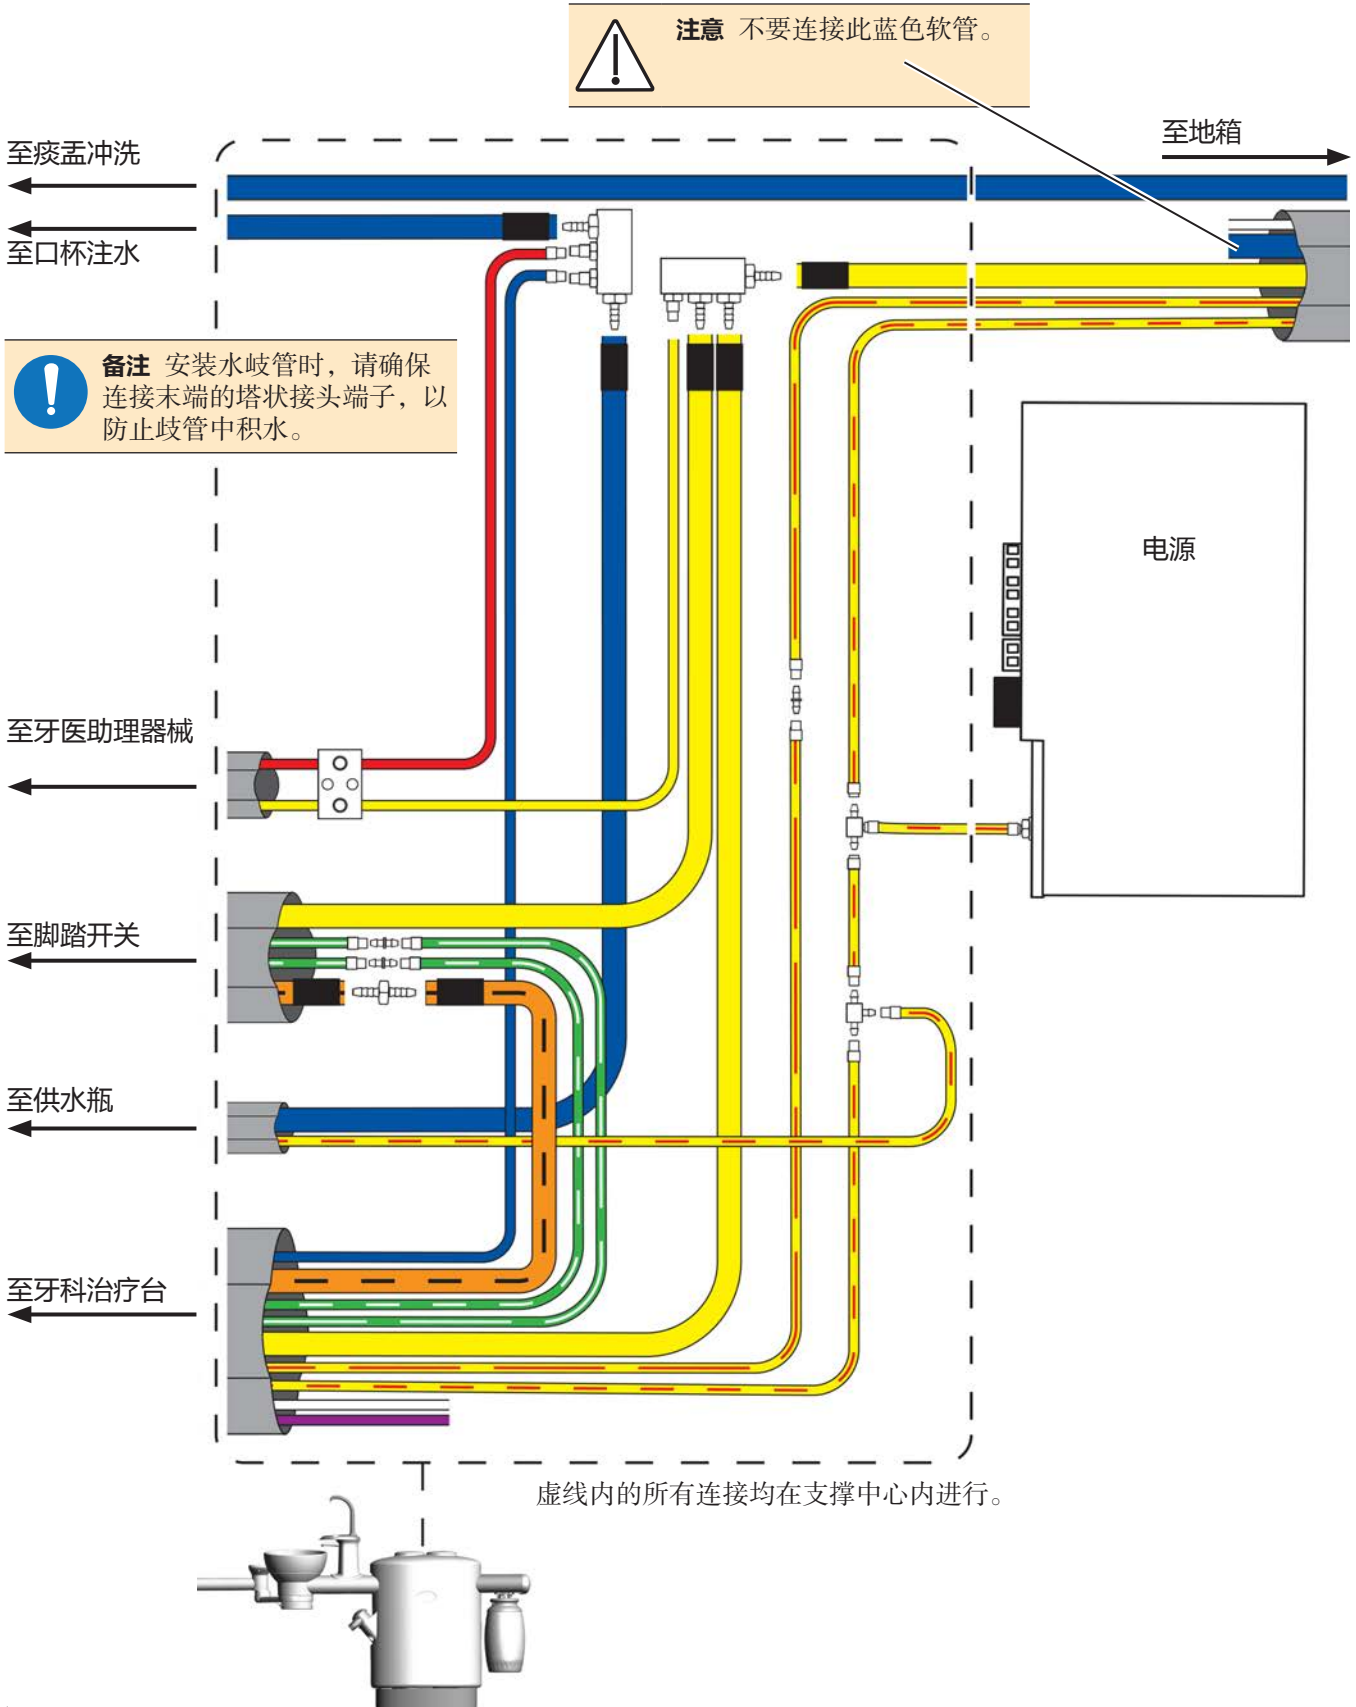 注意 不要连接此蓝色软管。
至地箱
至痰盂冲洗
至口杯注水
备注 安装水岐管时，请确保
连接末端的塔状接头端子，以
防止歧管中积水。
电源
至牙医助理器械
至脚踏开关
至供水瓶
至牙科治疗台
虚线内的所有连接均在支撑中心内进行。